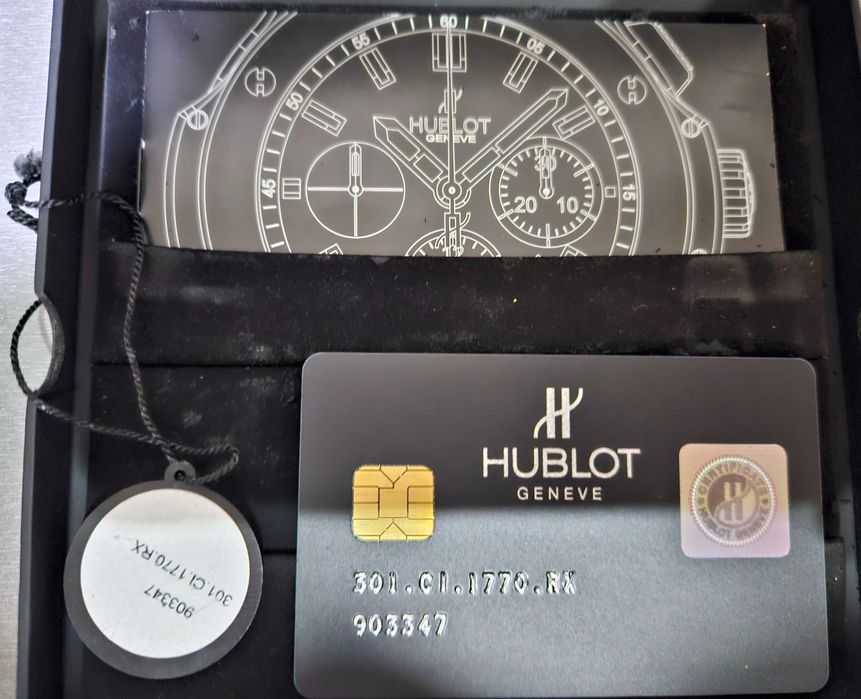 60
55
05
50
10
HUBLOT
GENEVE
45
15
30
20
10
HUBLOT
GENEVE
CERTIFICATE
301.CI.1770.RX
903347
301.CI.1770.RX
903347